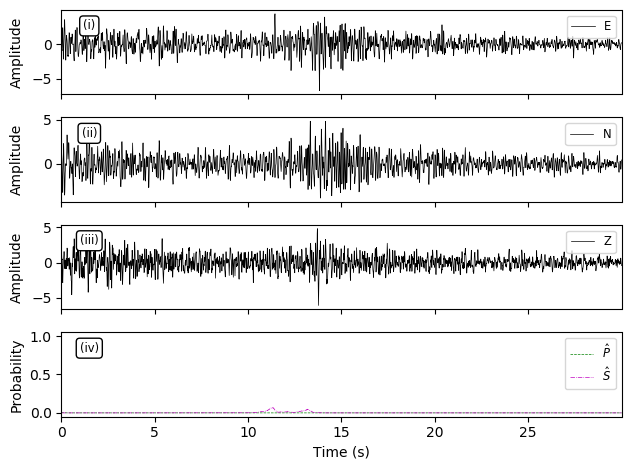 (i)
E
Amplitude
0
−5
(ii)
N
Amplitude
5
0
(iii)
Z
Amplitude
5
0
−5
(iv)
P̂
Ŝ
Probability
1.0
0.5
0.0
0 5 10 15 20 25
Time (s)